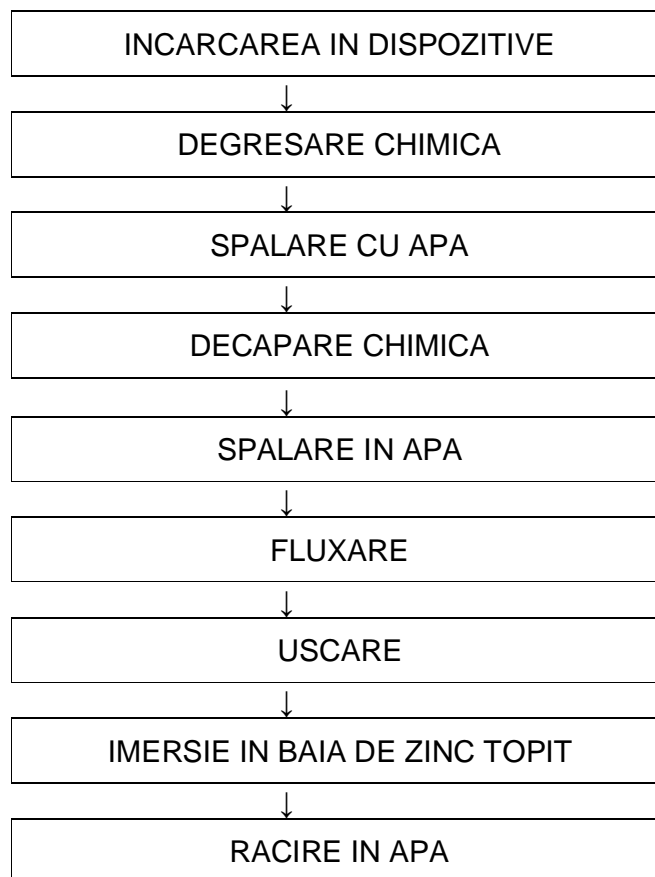 INCARCAREA IN DISPOZITIVE
↓
DEGRESARE CHIMICA
↓
SPALARE CU APA
↓
DECAPARE CHIMICA
↓
SPALARE IN APA
↓
FLUXARE
↓
USCARE
↓
IMERSIE IN BAIA DE ZINC TOPIT
↓
RACIRE IN APA